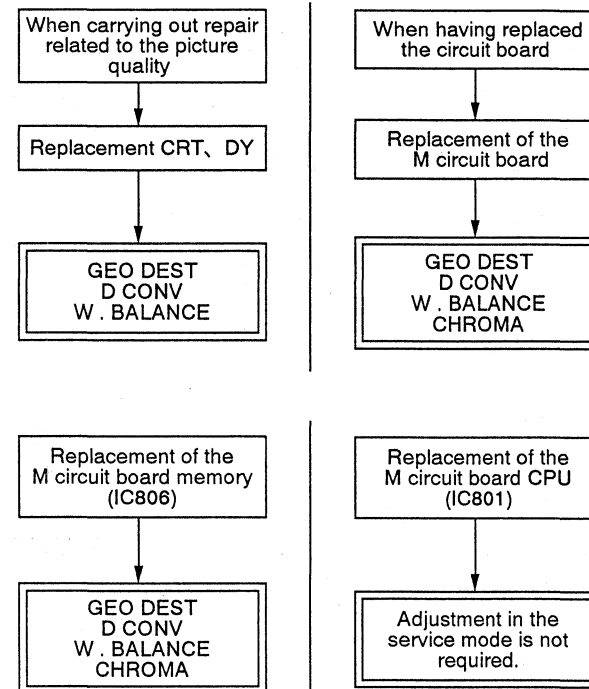 When carrying out repair
related to the picture
quality
Replacement CRT、DY
GEO DEST
D CONV
W . BALANCE
When having replaced
the circuit board
Replacement of the
M circuit board
GEO DEST
D CONV
W . BALANCE
CHROMA
Replacement of the
M circuit board memory
(IC806)
GEO DEST
D CONV
W . BALANCE
CHROMA
Replacement of the
M circuit board CPU
(IC801)
Adjustment in the
service mode is not
required.